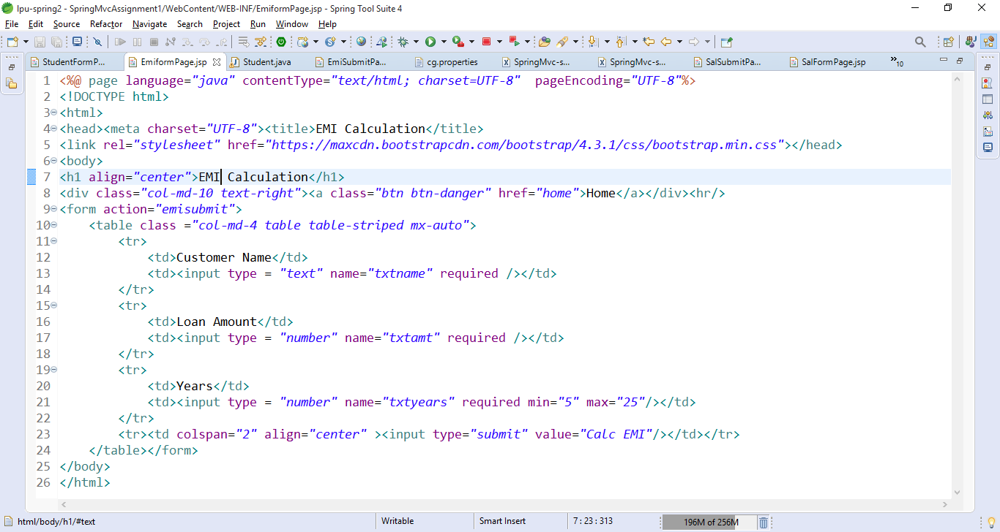 lpu-spring2 - SpringMvcAssignment1/WebContent/WEB-INF/EmiformPage.jsp - Spring Tool Suite 4
File Edit Source Refactor Navigate Search Project Run Window Help
StudentFormP... EmiformPage.jsp Student.java EmiSubmitPa... cg.properties SpringMvc-s... SpringMvc-s... SalSubmitPa... SalFormPage.jsp »10
1 <%@ page language="java" contentType="text/html; charset=UTF-8"  pageEncoding="UTF-8"%>
2 <!DOCTYPE html>
3 <html>
4 <head><meta charset="UTF-8"><title>EMI Calculation</title>
5 <link rel="stylesheet" href="https://maxcdn.bootstrapcdn.com/bootstrap/4.3.1/css/bootstrap.min.css"></head>
6 <body>
7 <h1 align="center">EMI Calculation</h1>
8 <div class="col-md-10 text-right"><a class="btn btn-danger" href="home">Home</a></div><hr/>
9 <form action="emisubmit">
10     <table class ="col-md-4 table table-striped mx-auto">
11         <tr>
12             <td>Customer Name</td>
13             <td><input type = "text" name="txtname" required /></td>
14         </tr>
15         <tr>
16             <td>Loan Amount</td>
17             <td><input type = "number" name="txtamt" required /></td>
18         </tr>
19         <tr>
20             <td>Years</td>
21             <td><input type = "number" name="txtyears" required min="5" max="25"/></td>
22         </tr>
23         <tr><td colspan="2" align="center" ><input type="submit" value="Calc EMI"/></td></tr>
24     </table></form>
25 </body>
26 </html>
html/body/h1/#text Writable Smart Insert 7 : 23 : 313 196M of 256M